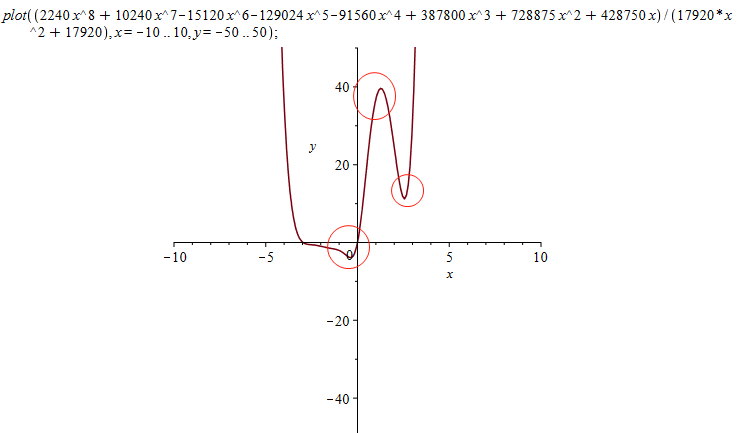 plot((2240 x^8 + 10240 x^7-15120 x^6-129024 x^5-91560 x^4 + 387800 x^3 + 728875 x^2 + 428750 x) / (17920*x
^2 + 17920), x = -10 .. 10, y = -50 .. 50);
40
y
20
-10
-5
0
5
10
x
-20
-40